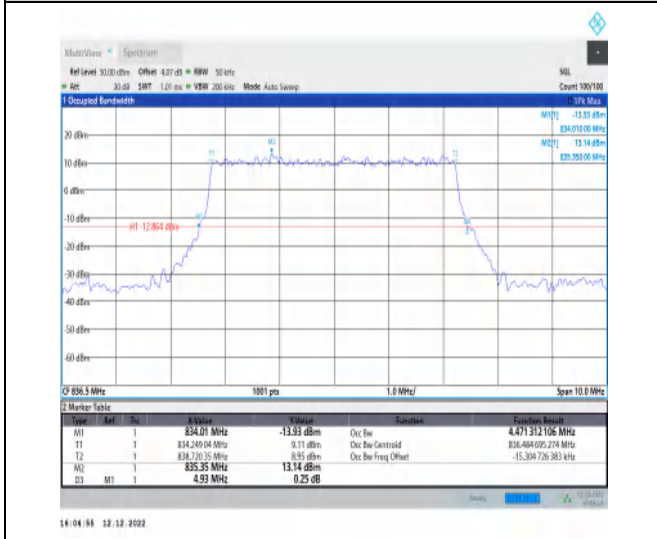 MultiView Spectrum
Ref Level 30.00 dBm Offset 4.07 dB RBW 50 kHz SGL
Att 30 dB SWT 1.01 ms VBW 200 kHz Mode Auto Sweep Count 100/100
1 Occupied Bandwidth 1Pk Max
M1[1] -13.93 dBm
834.010 00 MHz
M2[1] 13.14 dBm
835.350 00 MHz
20 dBm
10 dBm
0 dBm
-10 dBm
H1 -12.864 dBm
-20 dBm
-30 dBm
-40 dBm
-50 dBm
-60 dBm
T1
M2
T2
M1
CF 836.5 MHz 1001 pts 1.0 MHz/ Span 10.0 MHz
2 Marker Table
Type Ref Trc X-Value Y-Value Function Function Result
M1 1 834.01 MHz -13.93 dBm Occ Bw 4.471 312 106 MHz
T1 1 834.249 04 MHz 9.11 dBm Occ Bw Centroid 836.484 695 274 MHz
T2 1 838.720 35 MHz 8.95 dBm Occ Bw Freq Offset -15.304 726 383 kHz
M2 1 835.35 MHz 13.14 dBm
D3 M1 1 4.93 MHz 0.25 dB
Ready
16:04:55 12.12.2022